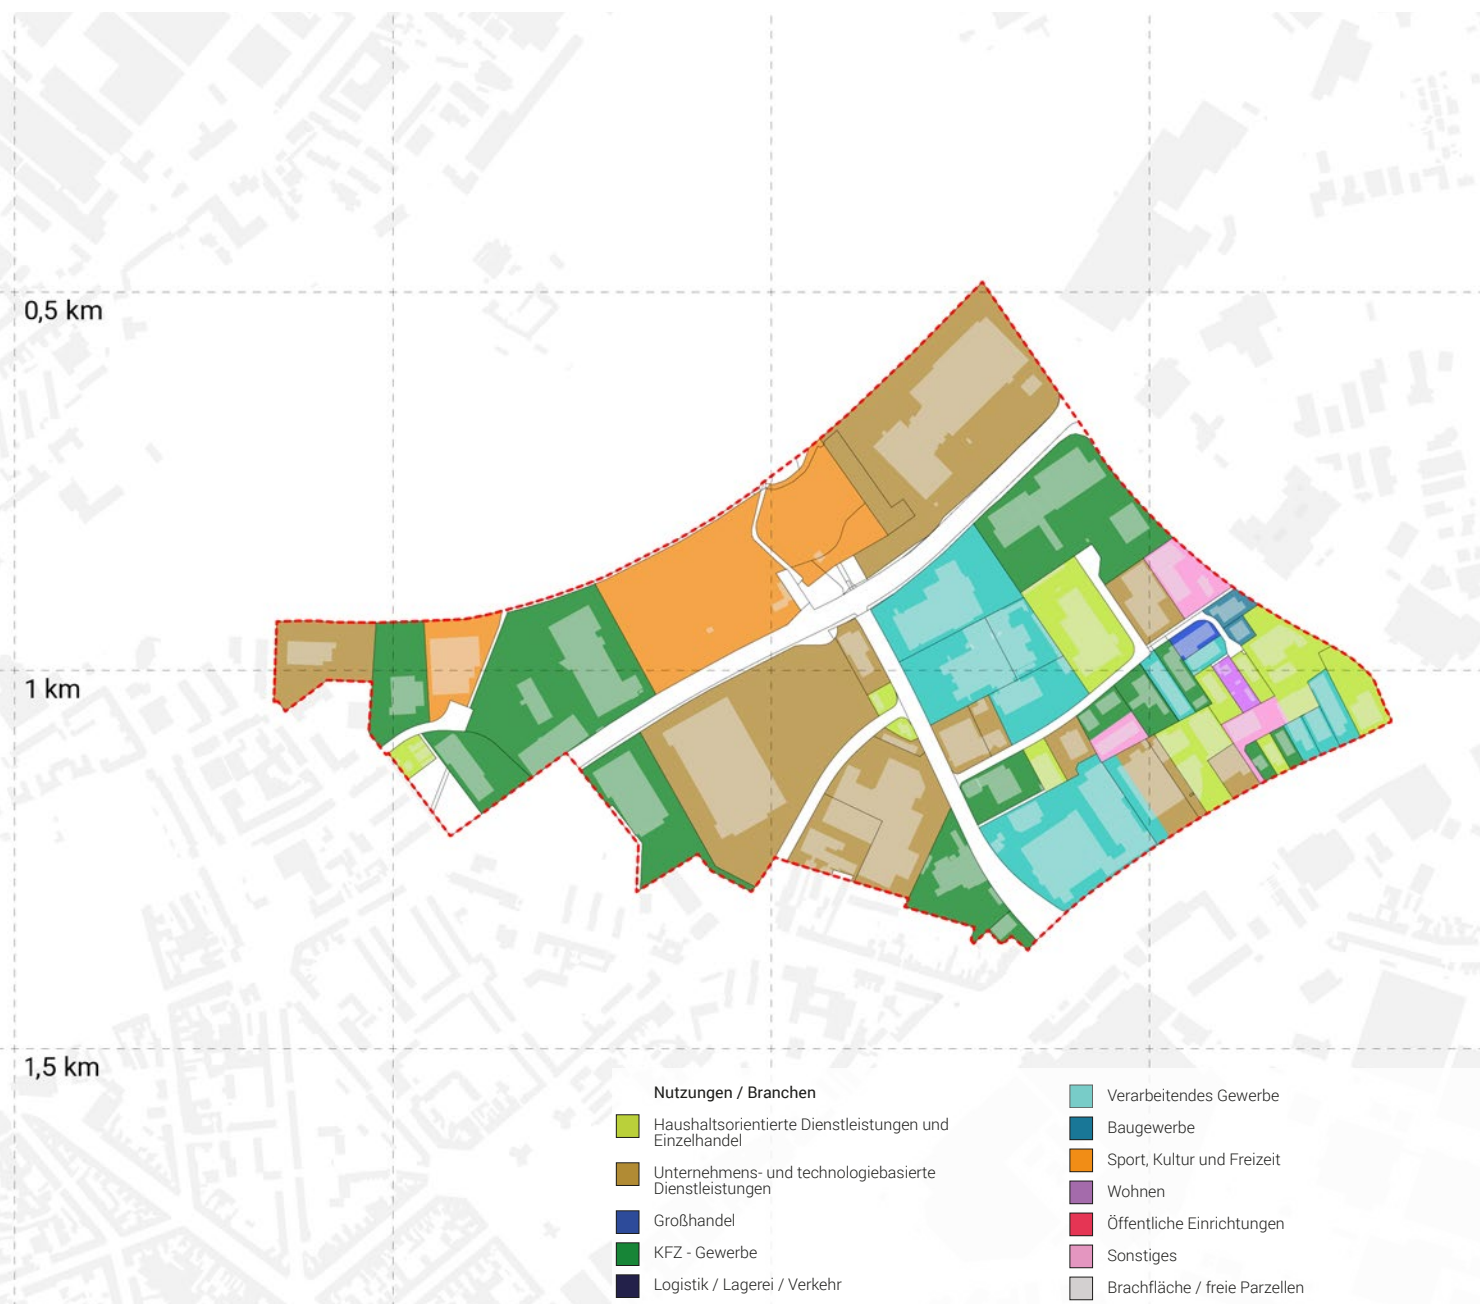 0,5 km
1 km
1,5 km
Nutzungen / Branchen
Haushaltsorientierte Dienstleistungen und
Einzelhandel
Unternehmens- und technologiebasierte
Dienstleistungen
Großhandel
KFZ - Gewerbe
Logistik / Lagerei / Verkehr
Verarbeitendes Gewerbe
Baugewerbe
Sport, Kultur und Freizeit
Wohnen
Öffentliche Einrichtungen
Sonstiges
Brachfläche / freie Parzellen